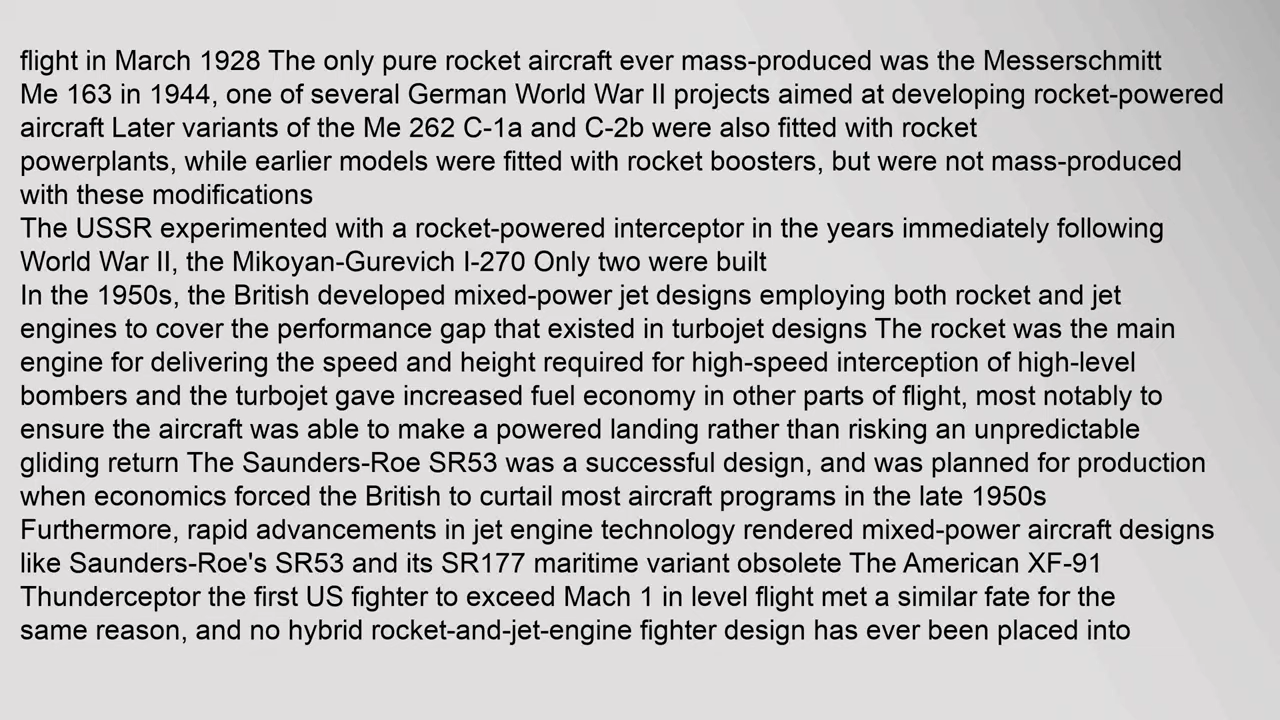 flight in March 1928 The only pure rocket aircraft ever mass-produced was the Messerschmitt
Me 163 in 1944, one of several German World War II projects aimed at developing rocket-powered
aircraft Later variants of the Me 262 C-1a and C-2b were also fitted with rocket
powerplants, while earlier models were fitted with rocket boosters, but were not mass-produced
with these modifications
The USSR experimented with a rocket-powered interceptor in the years immediately following
World War II, the Mikoyan-Gurevich I-270 Only two were built
In the 1950s, the British developed mixed-power jet designs employing both rocket and jet
engines to cover the performance gap that existed in turbojet designs The rocket was the main
engine for delivering the speed and height required for high-speed interception of high-level
bombers and the turbojet gave increased fuel economy in other parts of flight, most notably to
ensure the aircraft was able to make a powered landing rather than risking an unpredictable
gliding return The Saunders-Roe SR53 was a successful design, and was planned for production
when economics forced the British to curtail most aircraft programs in the late 1950s
Furthermore, rapid advancements in jet engine technology rendered mixed-power aircraft designs
like Saunders-Roe's SR53 and its SR177 maritime variant obsolete The American XF-91
Thunderceptor the first US fighter to exceed Mach 1 in level flight met a similar fate for the
same reason, and no hybrid rocket-and-jet-engine fighter design has ever been placed into